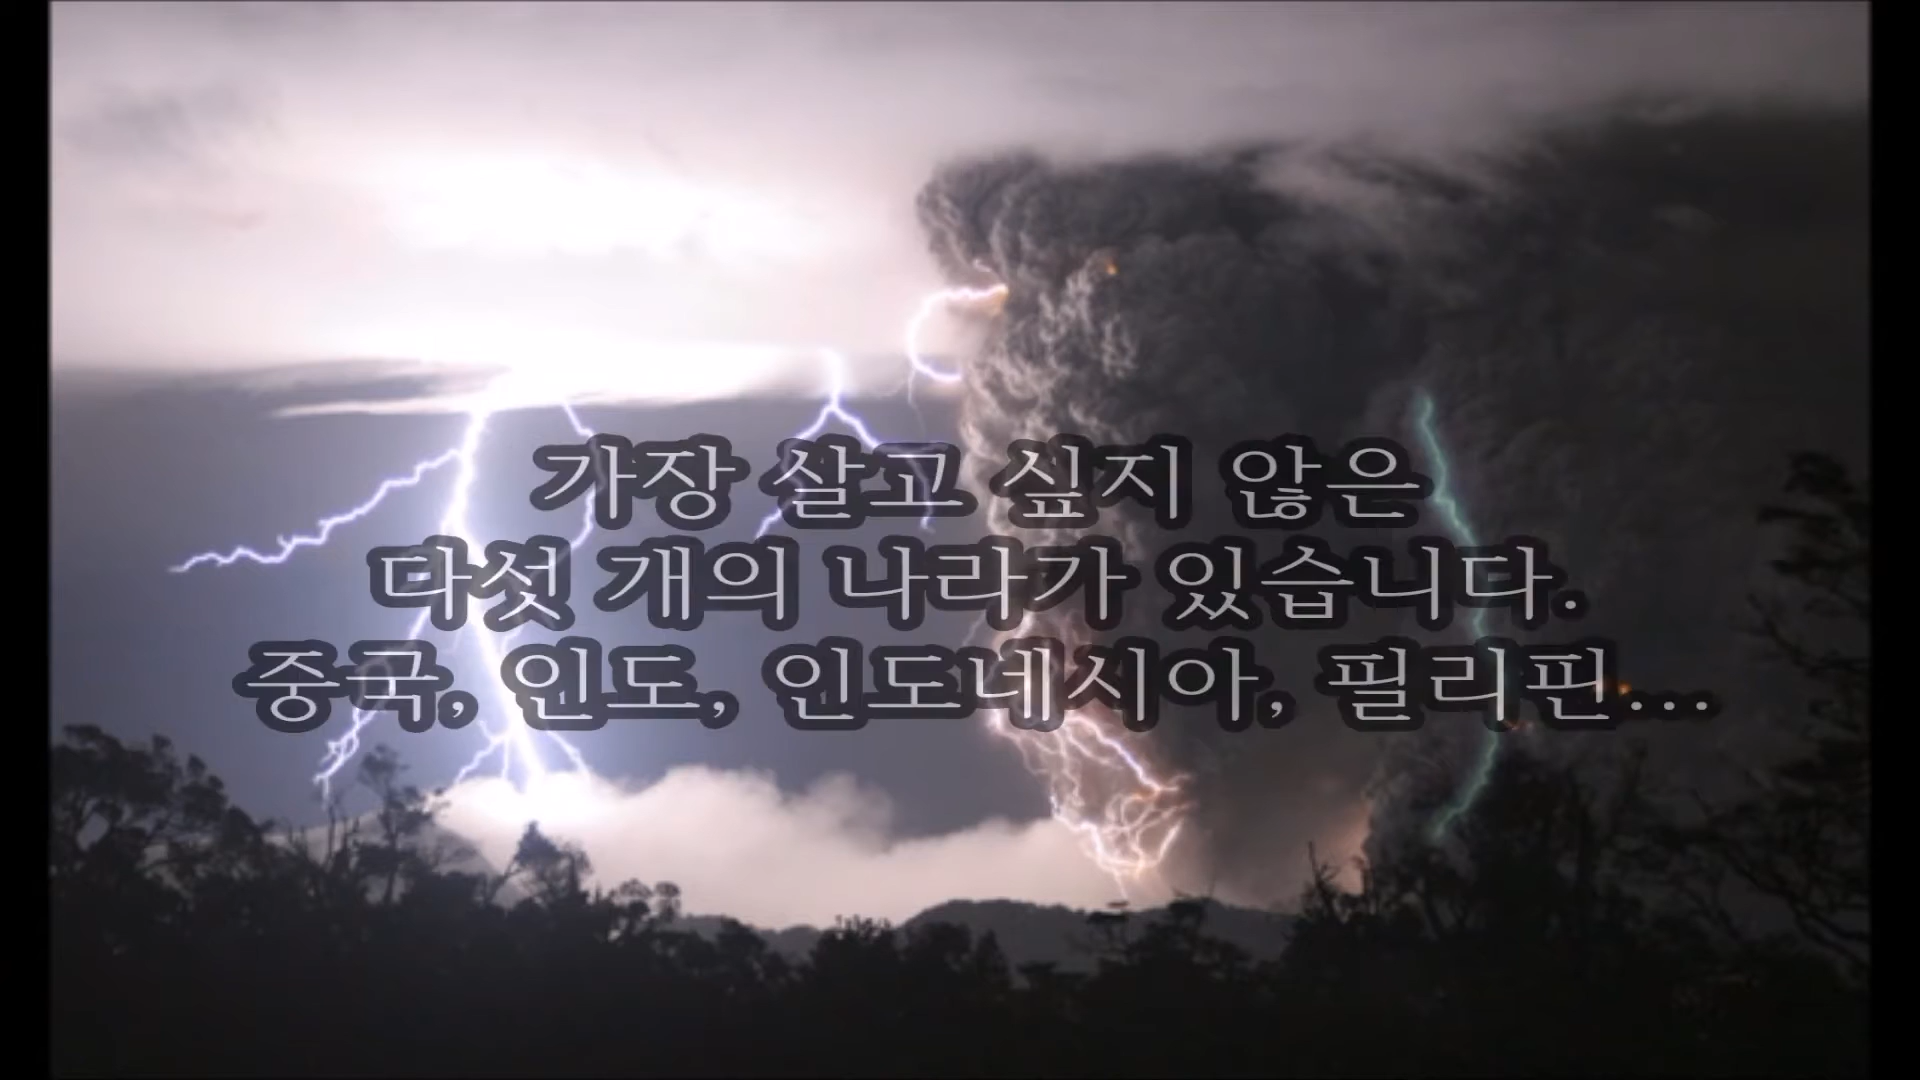 가장 살고 싶지 않은
다섯 개의 나라가 있습니다.
중국, 인도, 인도네시아, 필리핀...